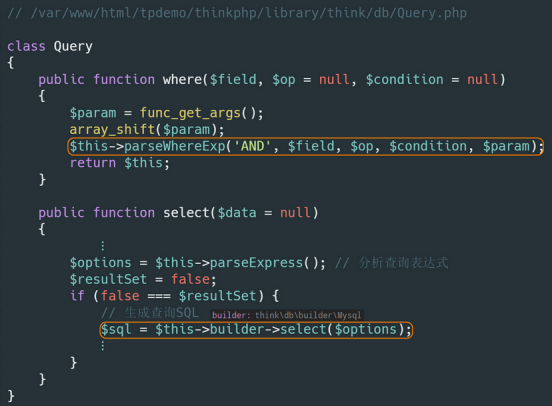 // /var/www/html/tpdemo/thinkphp/library/think/db/Query.php
class Query
{
public function where($field, $op = null, $condition = null)
{
$param = func_get_args();
array_shift($param);
$this->parseWhereExp('AND', $field, $op, $condition, $param);
return $this;
}
public function select($data = null)
{
⋮
$options = $this->parseExpress(); // 分析查询表达式
$resultSet = false;
if (false === $resultSet) {
// 生成查询SQL builder: think\db\builder\Mysql
$sql = $this->builder->select($options);
⋮
}
}
}